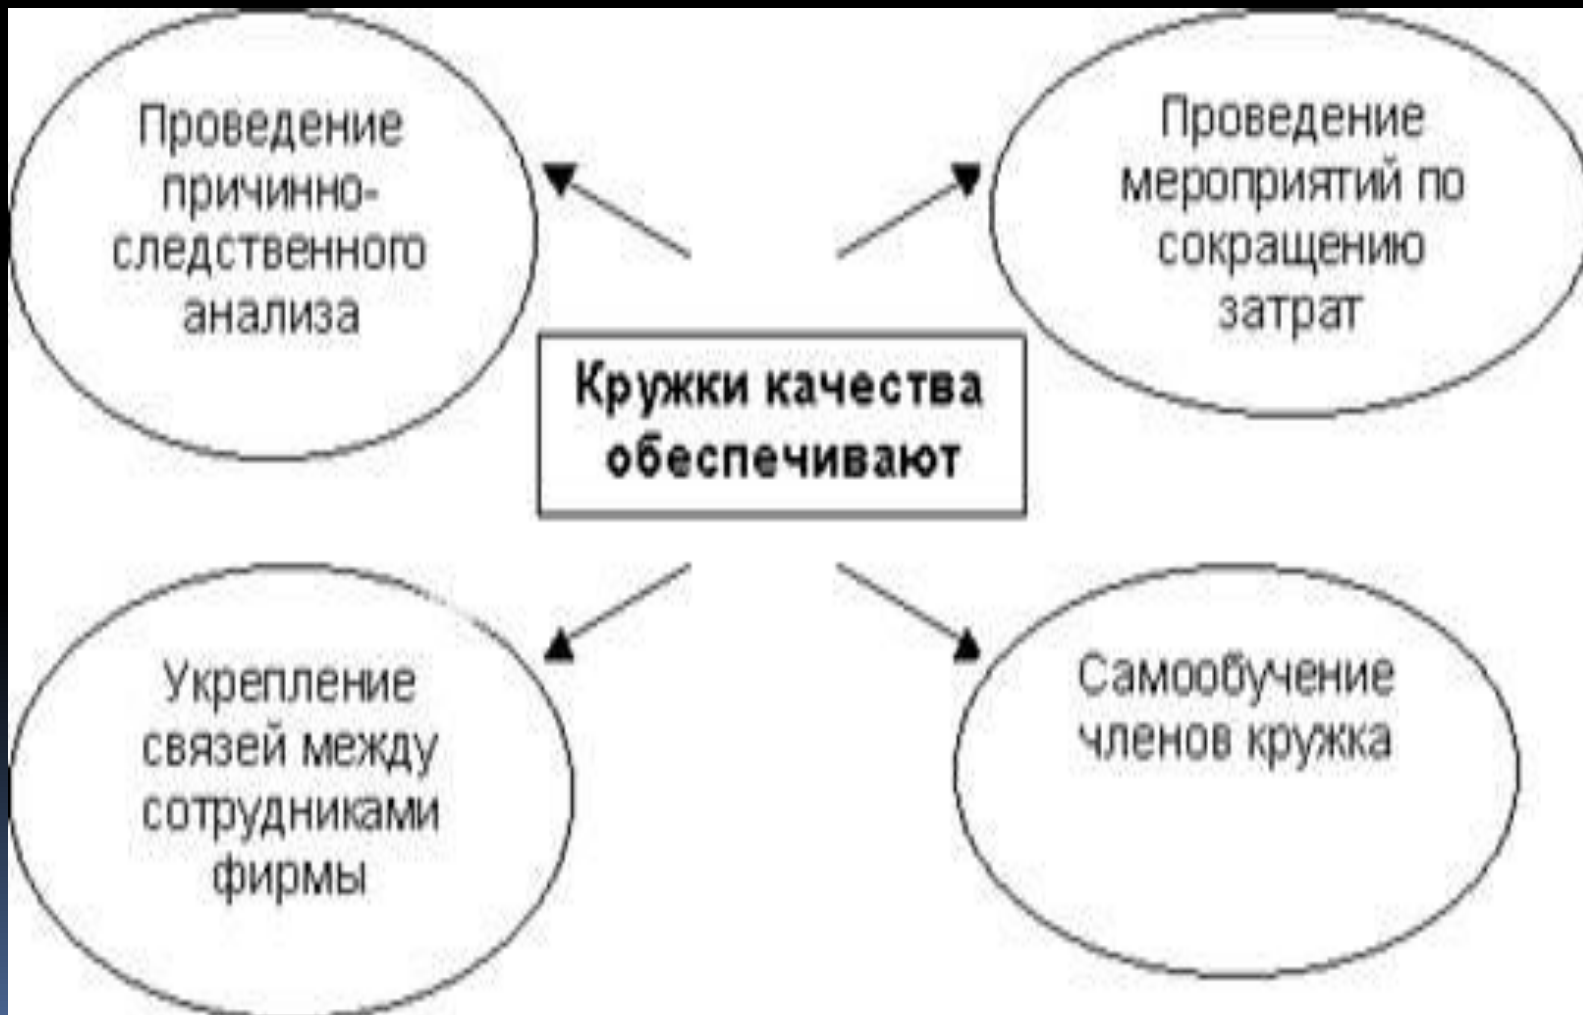 Проведение
причинно-
следственного
анализа
Проведение
мероприятий по
сокращению
затрат
Кружки качества
обеспечивают
Укрепление
связей между
сотрудниками
фирмы
Самообучение
членов кружка